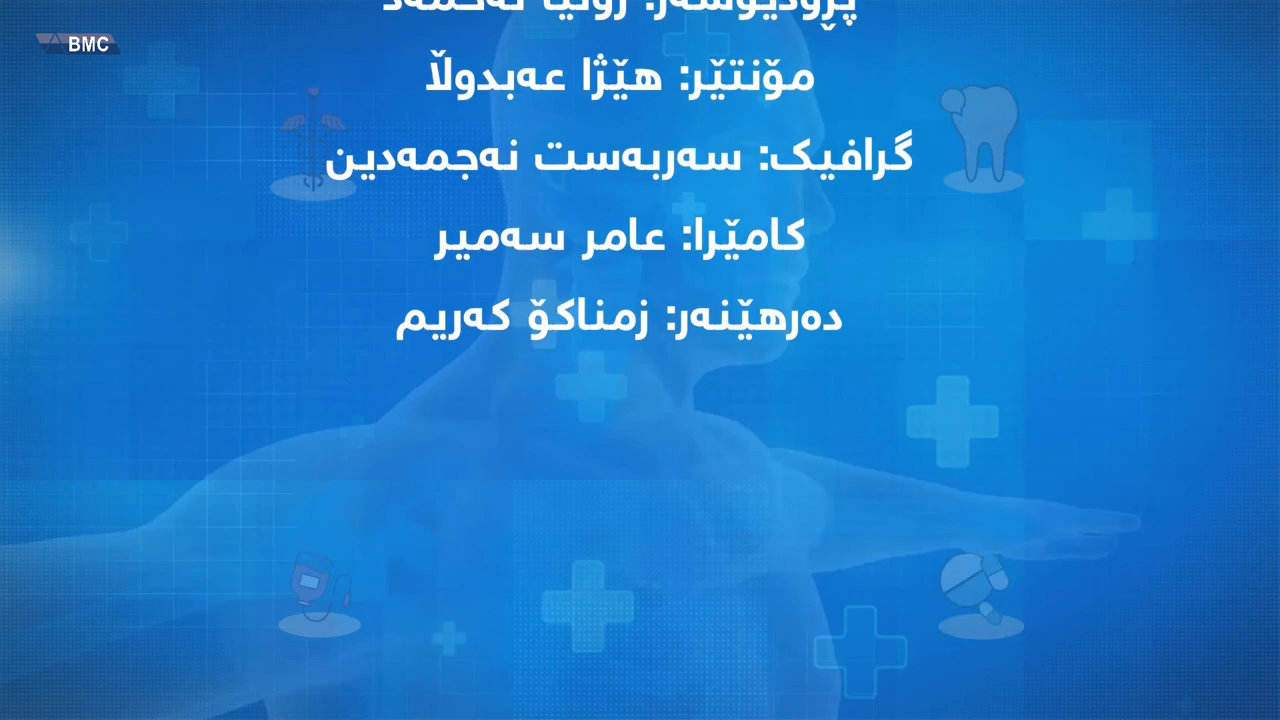 BMC
مۆنتێر: هێژا عەبدوڵا
گرافیک: سەربەست نەجمەدین
کامێرا: عامر سەمیر
دەرهێنەر: زمناکۆ کەریم